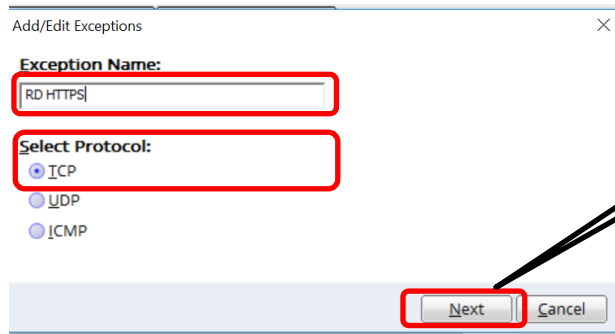 Add/Edit Exceptions
Exception Name:
RD HTTPS
Select Protocol:
TCP
UDP
ICMP
Next Cancel